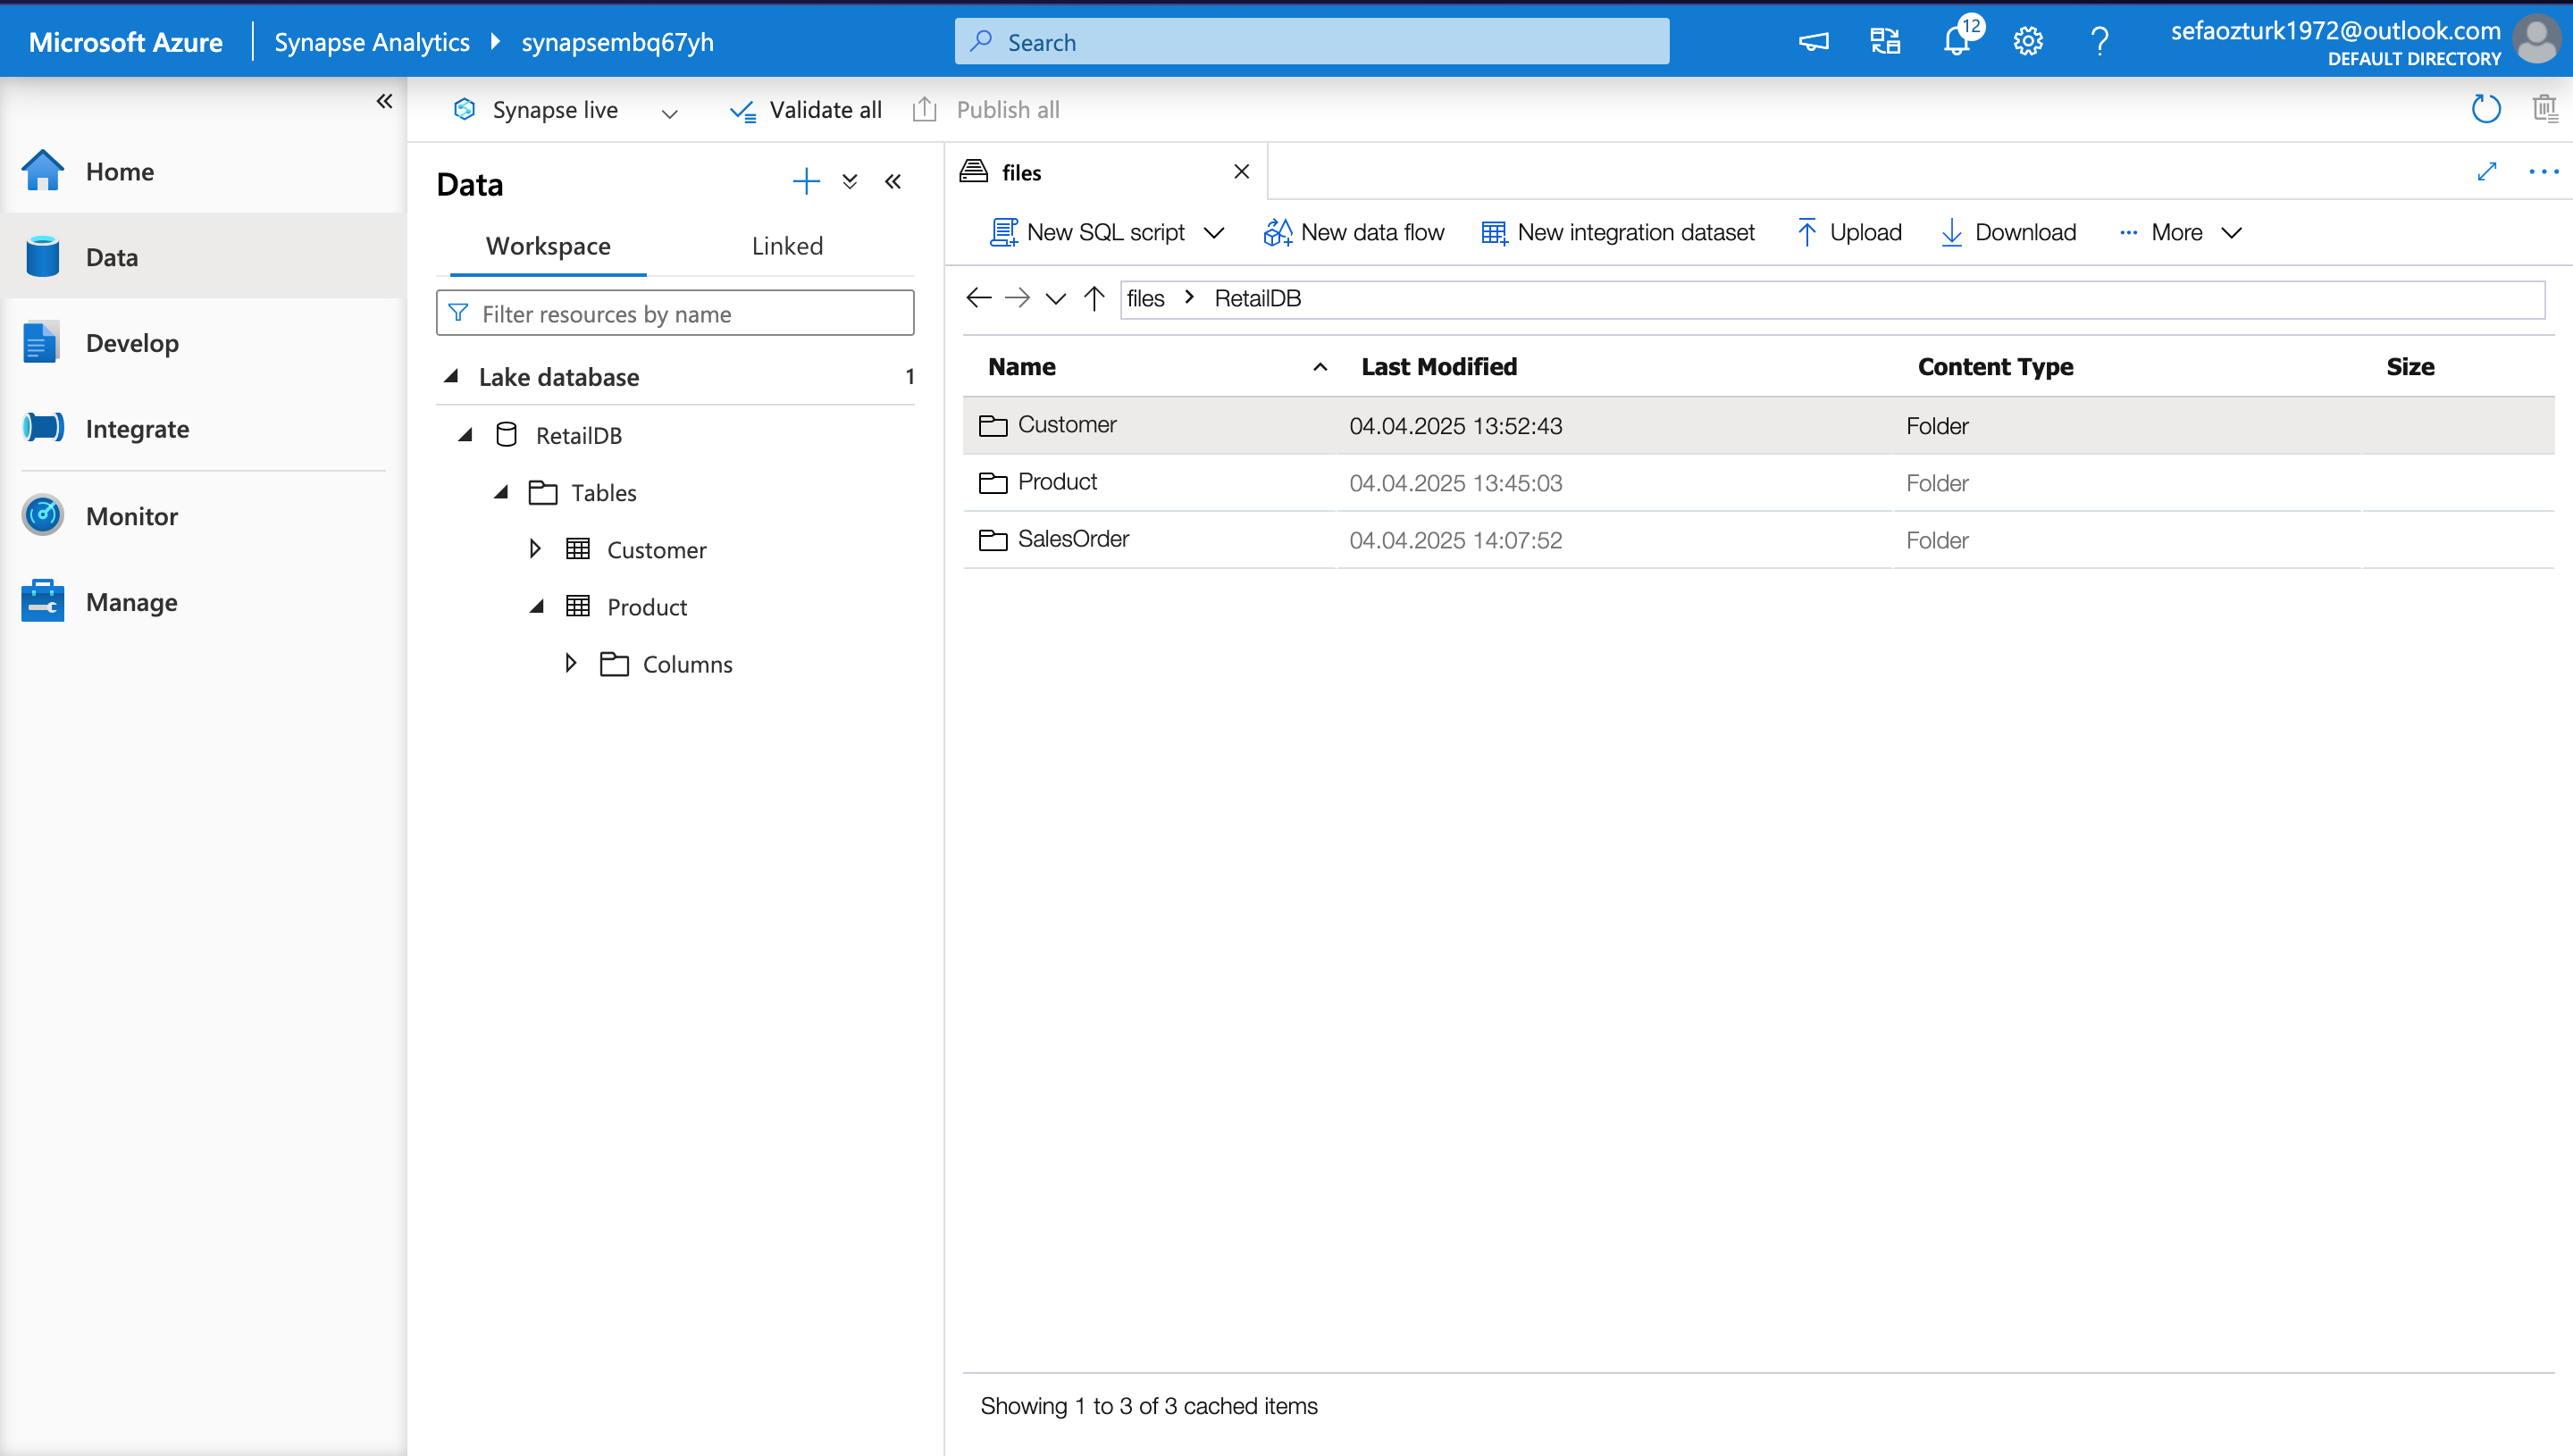 Microsoft Azure
Synapse Analytics
synapsembq67yh
Search
12
sefaozturk1972@outlook.com
DEFAULT DIRECTORY
Home
Data
Develop
Integrate
Monitor
Manage
Synapse live
Validate all
Publish all
Data
Workspace
Linked
Filter resources by name
Lake database 1
RetailDB
Tables
Customer
Product
Columns
files
New SQL script
New data flow
New integration dataset
Upload
Download
More
files > RetailDB
Name Last Modified Content Type Size
Customer 04.04.2025 13:52:43 Folder
Product 04.04.2025 13:45:03 Folder
SalesOrder 04.04.2025 14:07:52 Folder
Showing 1 to 3 of 3 cached items